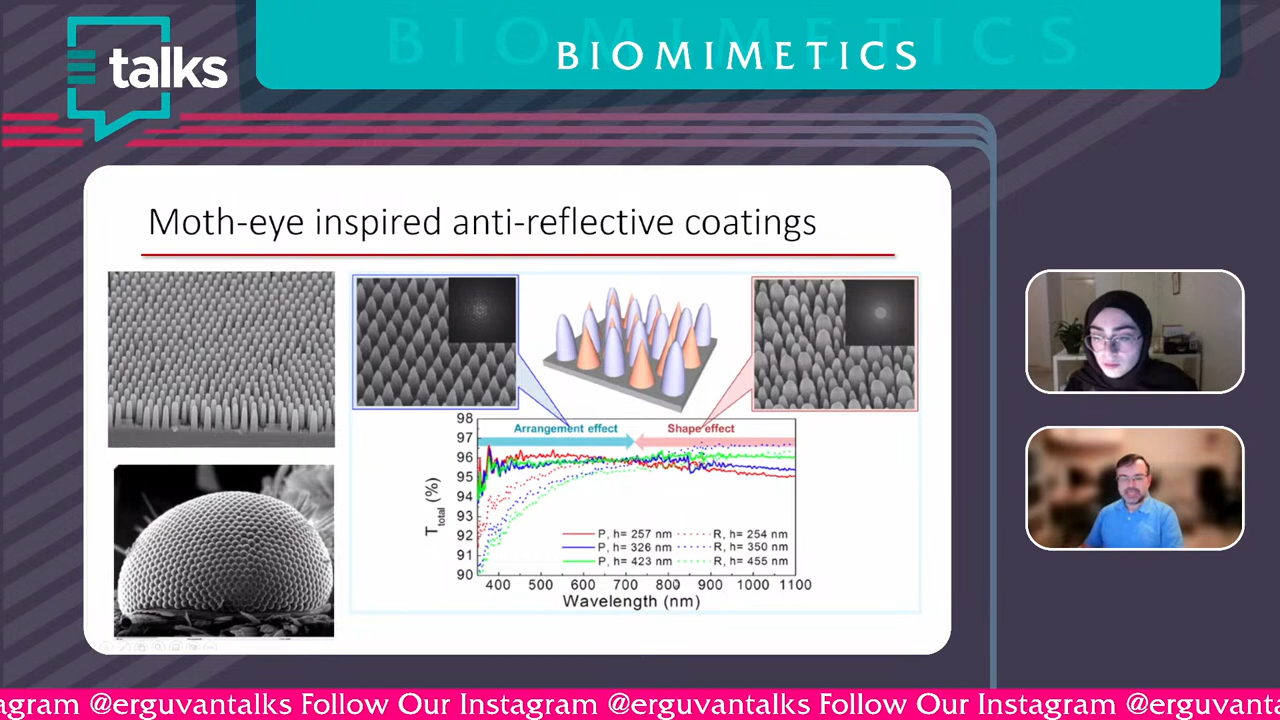 talks
BIOMIMETICS
BIOMIMETICS
Moth-eye inspired anti-reflective coatings
Arrangement effect
Shape effect
98
97
96
95
94
93
92
91
90
T total (%)
P, h= 257 nm
R, h= 254 nm
P, h= 326 nm
R, h= 350 nm
P, h= 423 nm
R, h= 455 nm
400 500 600 700 800 900 1000 1100
Wavelength (nm)
agram @erguvantalks Follow Our Instagram @erguvantalks Follow Our Instagram @erguvanta